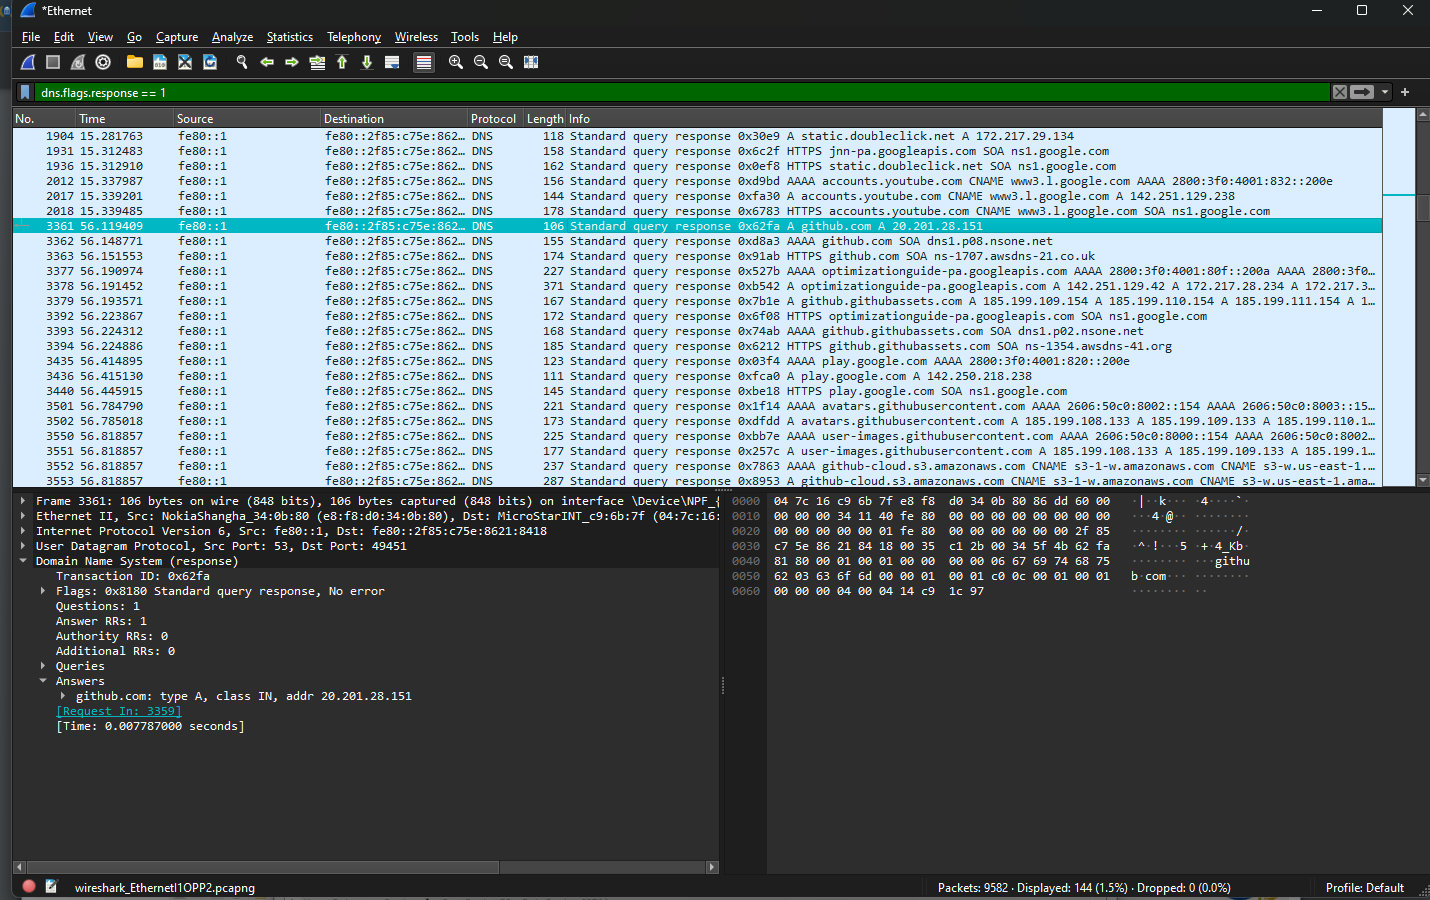 *Ethernet
File Edit View Go Capture Analyze Statistics Telephony Wireless Tools Help
dns.flags.response == 1
No. Time Source Destination Protocol Length Info
1904 15.281763 fe80::1 fe80::2f85:c75e:862… DNS 118 Standard query response 0x30e9 A static.doubleclick.net A 172.217.29.134
1931 15.312483 fe80::1 fe80::2f85:c75e:862… DNS 158 Standard query response 0x6c2f HTTPS jnn-pa.googleapis.com SOA ns1.google.com
1936 15.312910 fe80::1 fe80::2f85:c75e:862… DNS 162 Standard query response 0x0ef8 HTTPS static.doubleclick.net SOA ns1.google.com
2012 15.337987 fe80::1 fe80::2f85:c75e:862… DNS 156 Standard query response 0xd9bd AAAA accounts.youtube.com CNAME www3.l.google.com AAAA 2800:3f0:4001:832::200e
2017 15.339201 fe80::1 fe80::2f85:c75e:862… DNS 144 Standard query response 0xfa30 A accounts.youtube.com CNAME www3.l.google.com A 142.251.129.238
2018 15.339485 fe80::1 fe80::2f85:c75e:862… DNS 178 Standard query response 0x6783 HTTPS accounts.youtube.com CNAME www3.l.google.com SOA ns1.google.com
3361 56.119409 fe80::1 fe80::2f85:c75e:862… DNS 106 Standard query response 0x62fa A github.com A 20.201.28.151
3362 56.148771 fe80::1 fe80::2f85:c75e:862… DNS 155 Standard query response 0xd8a3 AAAA github.com SOA dns1.p08.nsone.net
3363 56.151553 fe80::1 fe80::2f85:c75e:862… DNS 174 Standard query response 0x91ab HTTPS github.com SOA ns-1707.awsdns-21.co.uk
3377 56.190974 fe80::1 fe80::2f85:c75e:862… DNS 227 Standard query response 0x527b AAAA optimizationguide-pa.googleapis.com AAAA 2800:3f0:4001:80f::200a AAAA 2800:3f0…
3378 56.191452 fe80::1 fe80::2f85:c75e:862… DNS 371 Standard query response 0xb542 A optimizationguide-pa.googleapis.com A 142.251.129.42 A 172.217.28.234 A 172.217.3…
3379 56.193571 fe80::1 fe80::2f85:c75e:862… DNS 167 Standard query response 0x7b1e A github.githubassets.com A 185.199.109.154 A 185.199.110.154 A 185.199.111.154 A 1…
3392 56.223867 fe80::1 fe80::2f85:c75e:862… DNS 172 Standard query response 0x6f08 HTTPS optimizationguide-pa.googleapis.com SOA ns1.google.com
3393 56.224312 fe80::1 fe80::2f85:c75e:862… DNS 168 Standard query response 0x74ab AAAA github.githubassets.com SOA dns1.p02.nsone.net
3394 56.224886 fe80::1 fe80::2f85:c75e:862… DNS 185 Standard query response 0x6212 HTTPS github.githubassets.com SOA ns-1354.awsdns-41.org
3435 56.414895 fe80::1 fe80::2f85:c75e:862… DNS 123 Standard query response 0x03f4 AAAA play.google.com AAAA 2800:3f0:4001:820::200e
3436 56.415130 fe80::1 fe80::2f85:c75e:862… DNS 111 Standard query response 0xfca0 A play.google.com A 142.250.218.238
3440 56.445915 fe80::1 fe80::2f85:c75e:862… DNS 145 Standard query response 0xbe18 HTTPS play.google.com SOA ns1.google.com
3501 56.784790 fe80::1 fe80::2f85:c75e:862… DNS 221 Standard query response 0x1f14 AAAA avatars.githubusercontent.com AAAA 2606:50c0:8002::154 AAAA 2606:50c0:8003::15…
3502 56.785018 fe80::1 fe80::2f85:c75e:862… DNS 173 Standard query response 0xdfdd A avatars.githubusercontent.com A 185.199.108.133 A 185.199.109.133 A 185.199.110.1…
3550 56.818857 fe80::1 fe80::2f85:c75e:862… DNS 225 Standard query response 0xbb7e AAAA user-images.githubusercontent.com AAAA 2606:50c0:8000::154 AAAA 2606:50c0:8002…
3551 56.818857 fe80::1 fe80::2f85:c75e:862… DNS 177 Standard query response 0x257c A user-images.githubusercontent.com A 185.199.108.133 A 185.199.109.133 A 185.199.1…
3552 56.818857 fe80::1 fe80::2f85:c75e:862… DNS 237 Standard query response 0x7863 AAAA github-cloud.s3.amazonaws.com CNAME s3-1-w.amazonaws.com CNAME s3-w.us-east-1.…
3553 56.818857 fe80::1 fe80::2f85:c75e:862… DNS 287 Standard query response 0x8953 A github-cloud.s3.amazonaws.com CNAME s3-1-w.amazonaws.com CNAME s3-w.us-east-1.ama…
Frame 3361: 106 bytes on wire (848 bits), 106 bytes captured (848 bits) on interface \Device\NPF_{
Ethernet II, Src: NokiaShangha_34:0b:80 (e8:f8:d0:34:0b:80), Dst: MicroStarINT_c9:6b:7f (04:7c:16:
Internet Protocol Version 6, Src: fe80::1, Dst: fe80::2f85:c75e:8621:8418
User Datagram Protocol, Src Port: 53, Dst Port: 49451
Domain Name System (response)
Transaction ID: 0x62fa
Flags: 0x8180 Standard query response, No error
Questions: 1
Answer RRs: 1
Authority RRs: 0
Additional RRs: 0
Queries
Answers
github.com: type A, class IN, addr 20.201.28.151
[Request In: 3359]
[Time: 0.007787000 seconds]
0000 04 7c 16 c9 6b 7f e8 f8 d0 34 0b 80 86 dd 60 00 ·|··k··· ·4····`·
0010 00 00 00 34 11 40 fe 80 00 00 00 00 00 00 00 00 ···4·@·· ········
0020 00 00 00 00 00 01 fe 80 00 00 00 00 00 00 2f 85 ········ ······/·
0030 c7 5e 86 21 84 18 00 35 c1 2b 00 34 5f 4b 62 fa ·^·!···5 ·+·4_Kb·
0040 81 80 00 01 00 01 00 00 00 00 06 67 69 74 68 75 ········ ···githu
0050 62 03 63 6f 6d 00 00 01 00 01 c0 0c 00 01 00 01 b·com··· ········
0060 00 00 00 04 00 04 14 c9 1c 97 ········ ··
wireshark_EthernetI1OPP2.pcapng
Packets: 9582 · Displayed: 144 (1.5%) · Dropped: 0 (0.0%)
Profile: Default